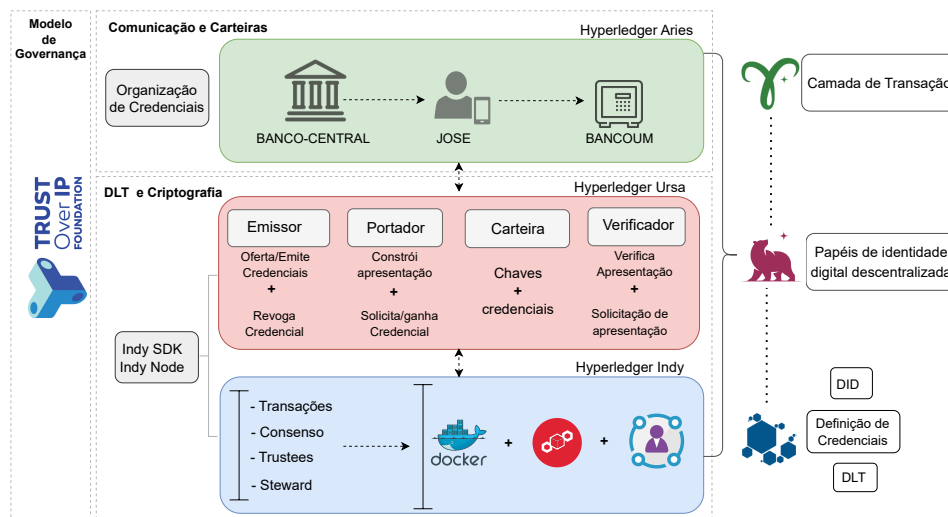 Modelo
de
Governança
TRUST
Over IP
FOUNDATION
Comunicação e Carteiras
Hyperledger Aries
Organização
de Credenciais
BANCO-CENTRAL
JOSE
BANCOUM
Camada de Transação
DLT e Criptografia
Hyperledger Ursa
Emissor
Oferta/Emite
Credenciais
+
Revoga
Credencial
Portador
Constrói
apresentação
+
Solicita/ganha
Credencial
Carteira
Chaves
+
credenciais
Verificador
Verifica
Apresentação
+
Solicitação de
apresentação
Papéis de identidade
digital descentralizada
Indy SDK
Indy Node
Hyperledger Indy
- Transações
- Consenso
- Trustees
- Steward
docker
+
+
DID
Definição de
Credenciais
DLT